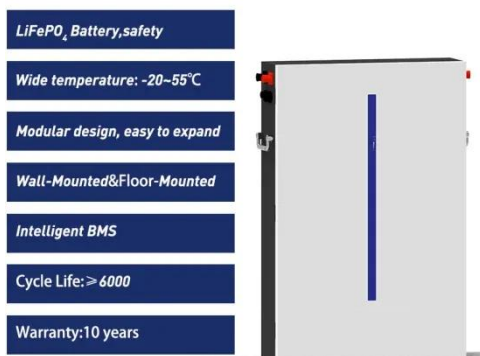 LiFePO₄ Battery,safety
Wide temperature: -20~55℃
Modular design, easy to expand
Wall-Mounted&Floor-Mounted
Intelligent BMS
Cycle Life:≥6000
Warranty:10 years